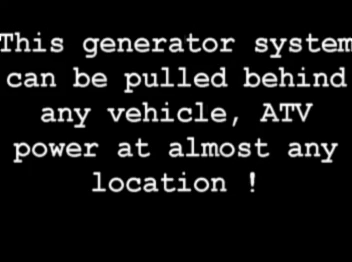 This generator system
can be pulled behind
any vehicle, ATV
power at almost any
location !